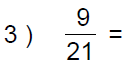 3 ) 9/21 =